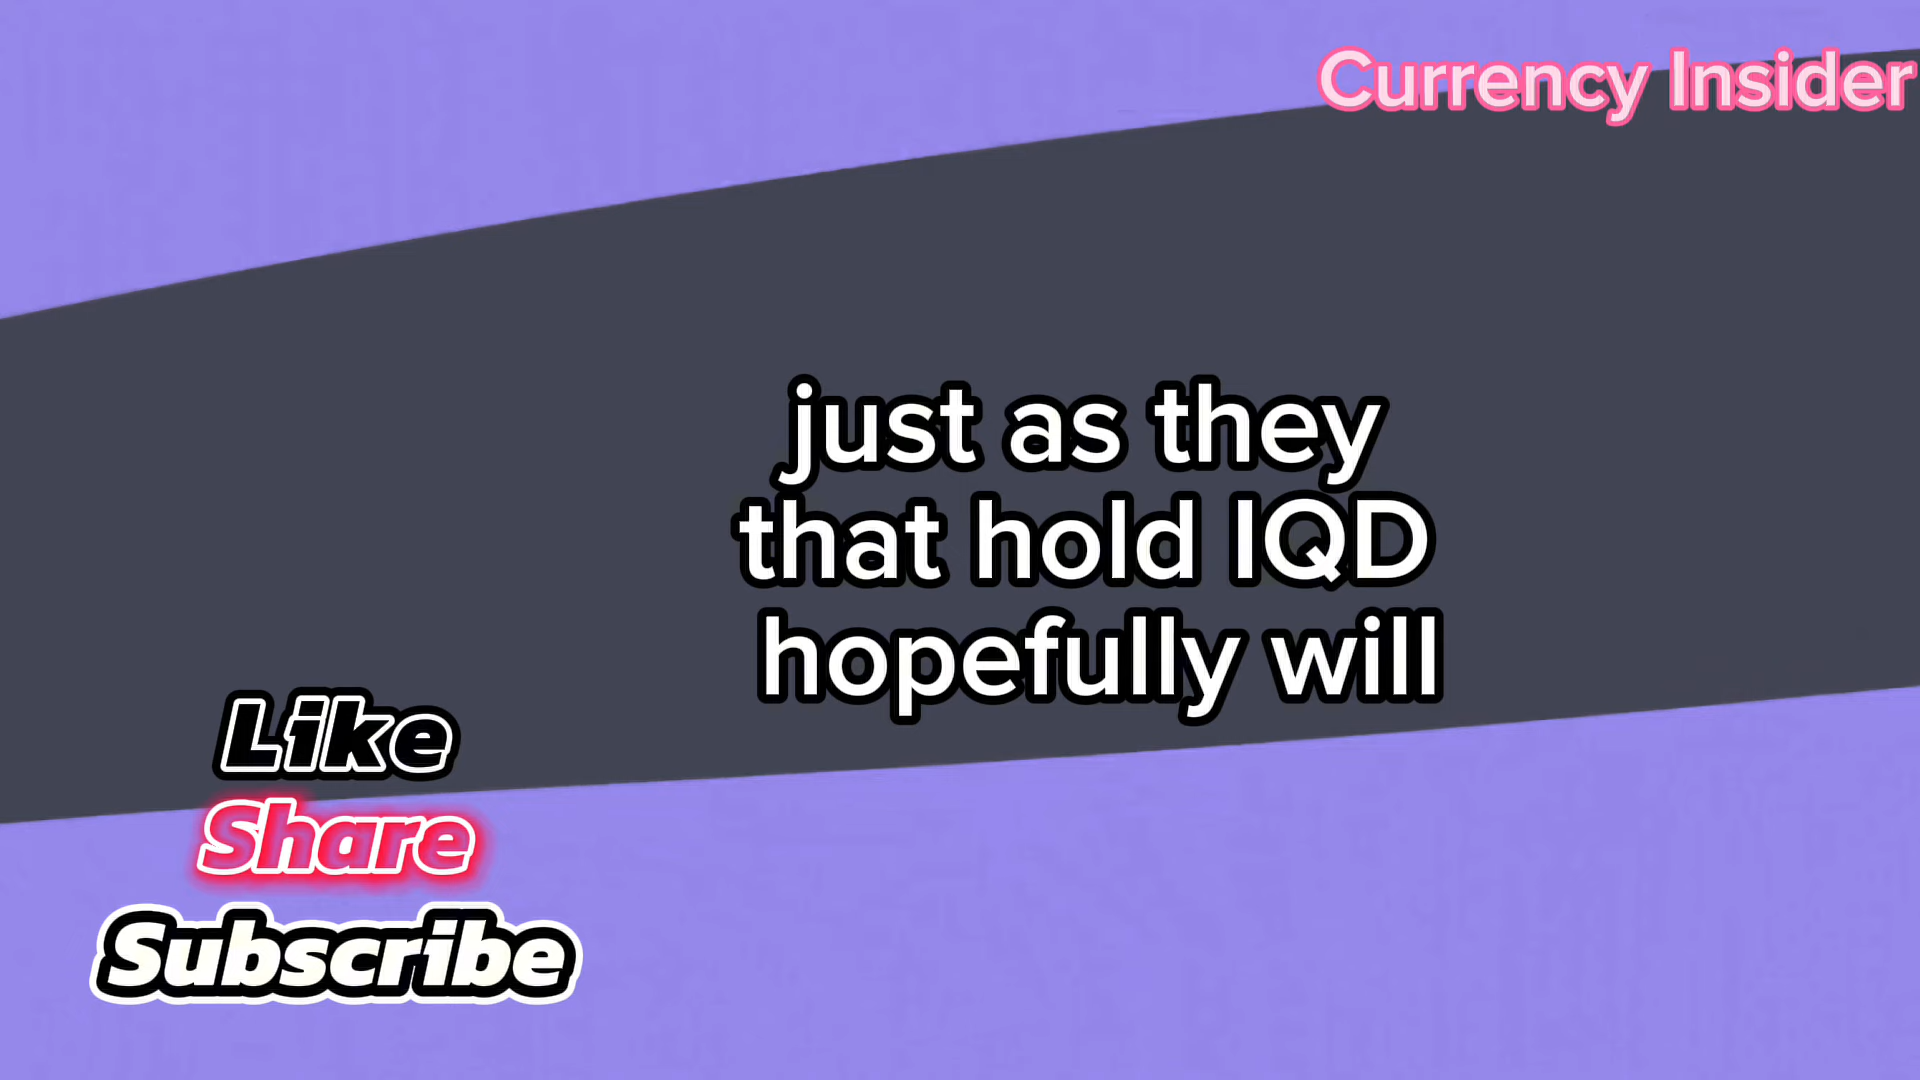 Currency Insider
just as they
that hold IQD
hopefully will
Like
Share
Subscribe